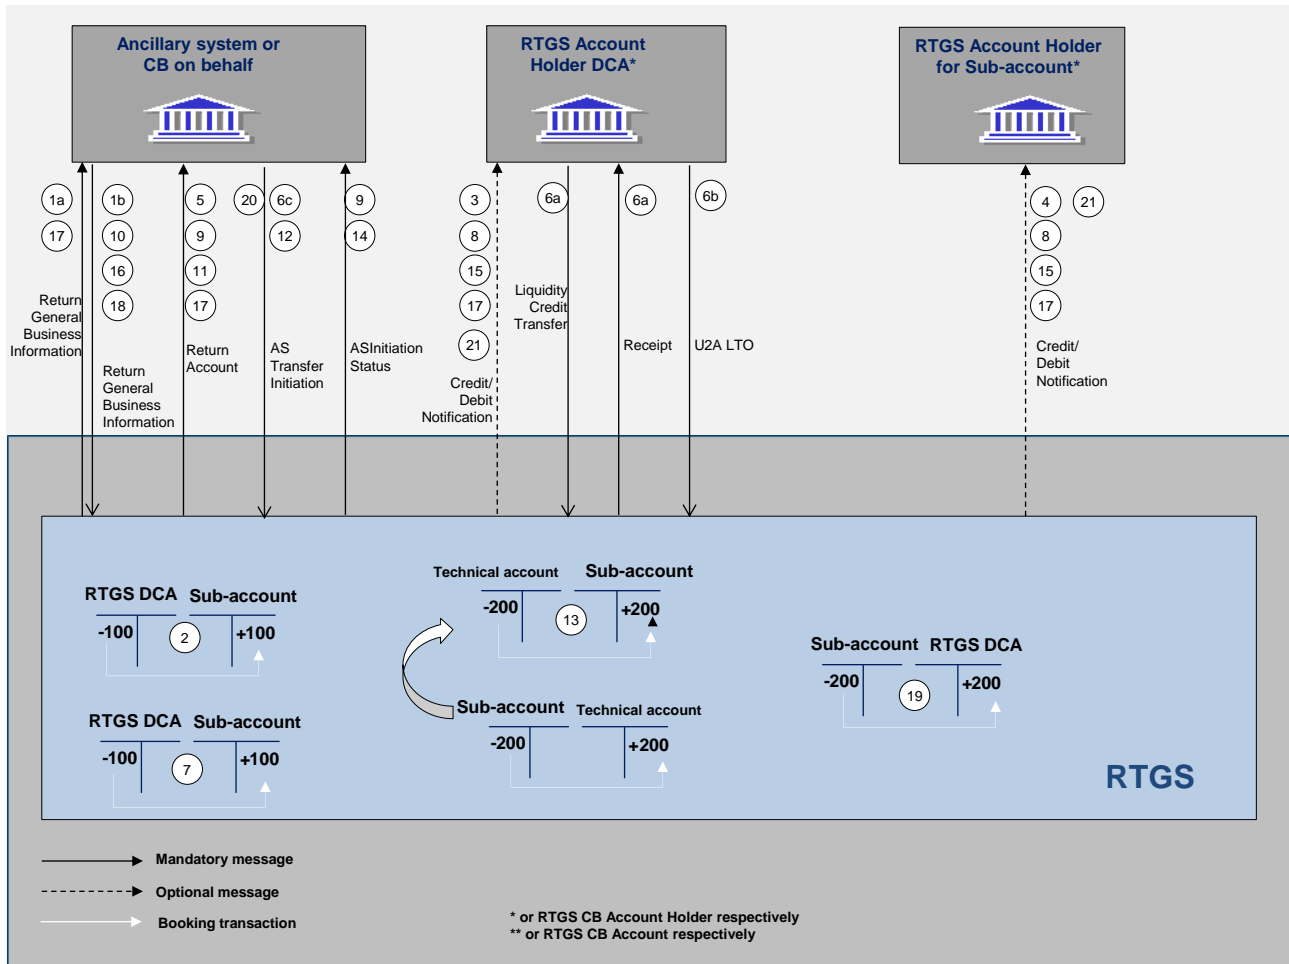 Ancillary system or
CB on behalf
RTGS Account
Holder DCA*
RTGS Account Holder
for Sub-account*
1a
17
Return
General
Business
Information
1b
10
16
18
Return
General
Business
Information
5
9
11
17
Return
Account
20
6c
12
AS
Transfer
Initiation
9
14
ASInitiation
Status
3
8
15
17
21
Credit/
Debit
Notification
6a
Liquidity
Credit
Transfer
6a
Receipt
6b
U2A LTO
4
21
8
15
17
Credit/
Debit
Notification
RTGS DCA Sub-account
-100 2 +100
RTGS DCA Sub-account
-100 7 +100
Technical account Sub-account
-200 13 +200
Sub-account Technical account
-200 +200
Sub-account RTGS DCA
-200 19 +200
RTGS
Mandatory message
Optional message
Booking transaction
* or RTGS CB Account Holder respectively
** or RTGS CB Account respectively